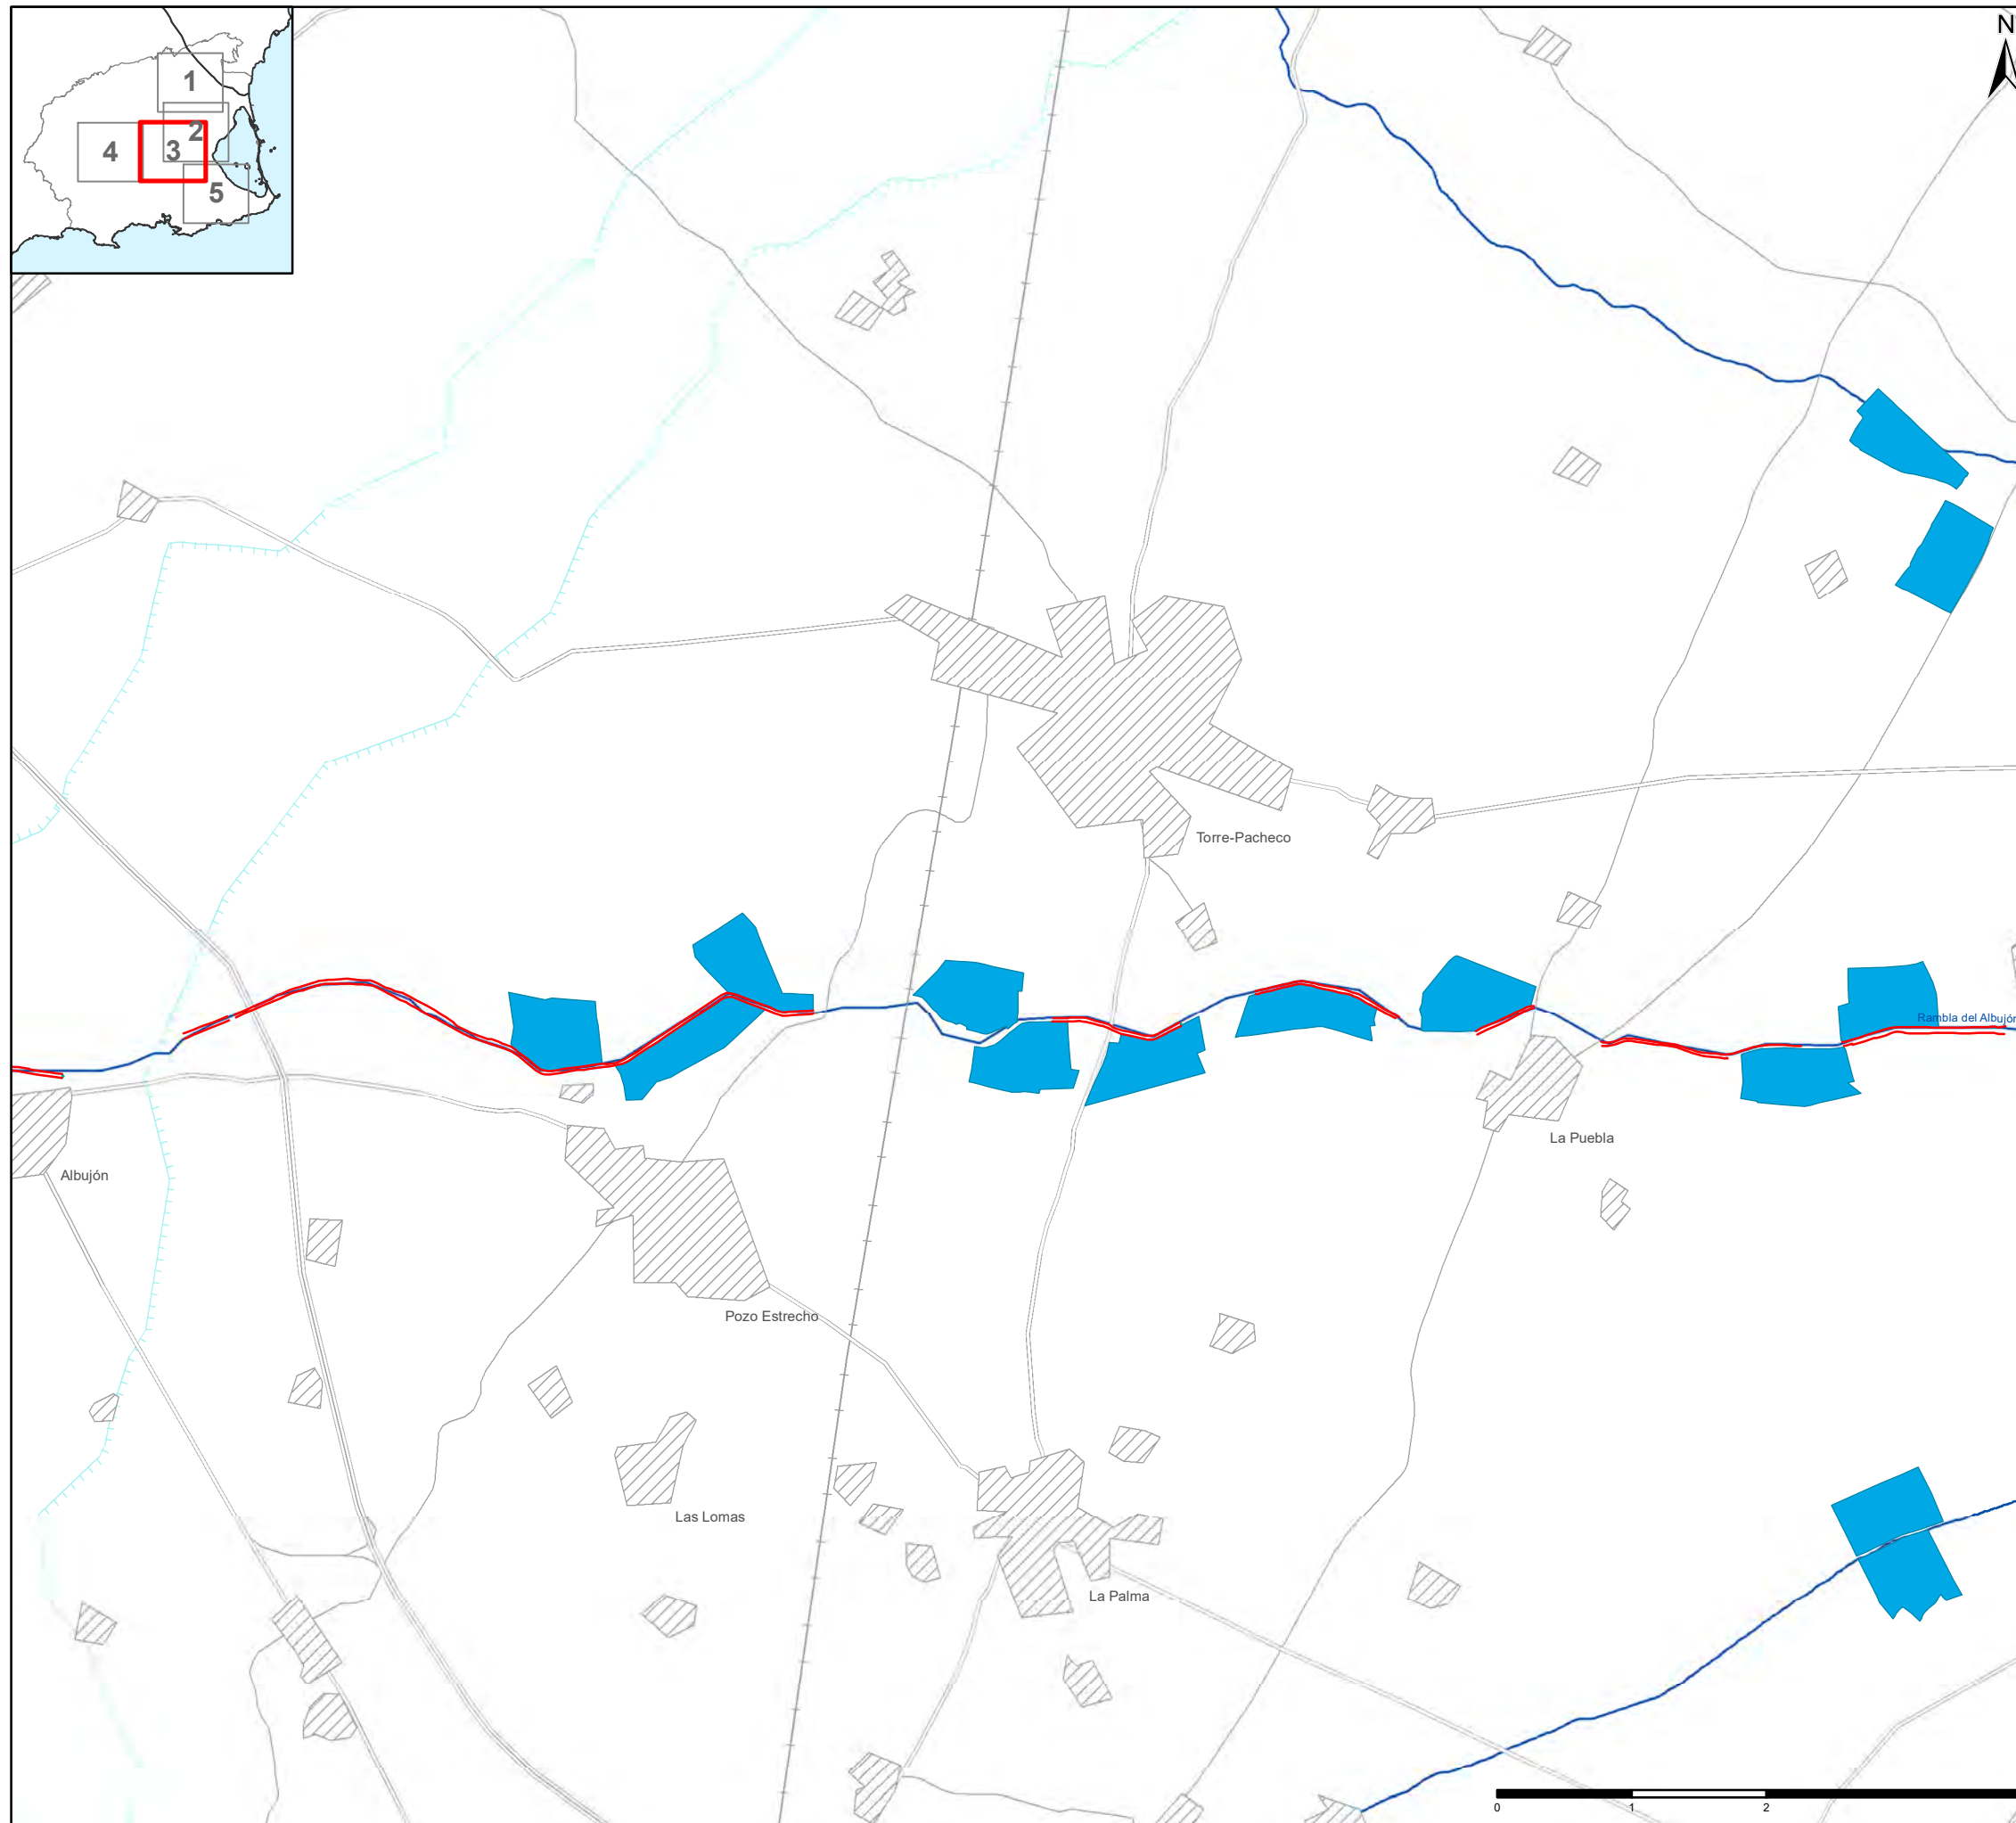 N
1
2
4
3
5
Torre-Pacheco
Rambla del Albujón
La Puebla
Albujón
Pozo Estrecho
Las Lomas
La Palma
0
1
2